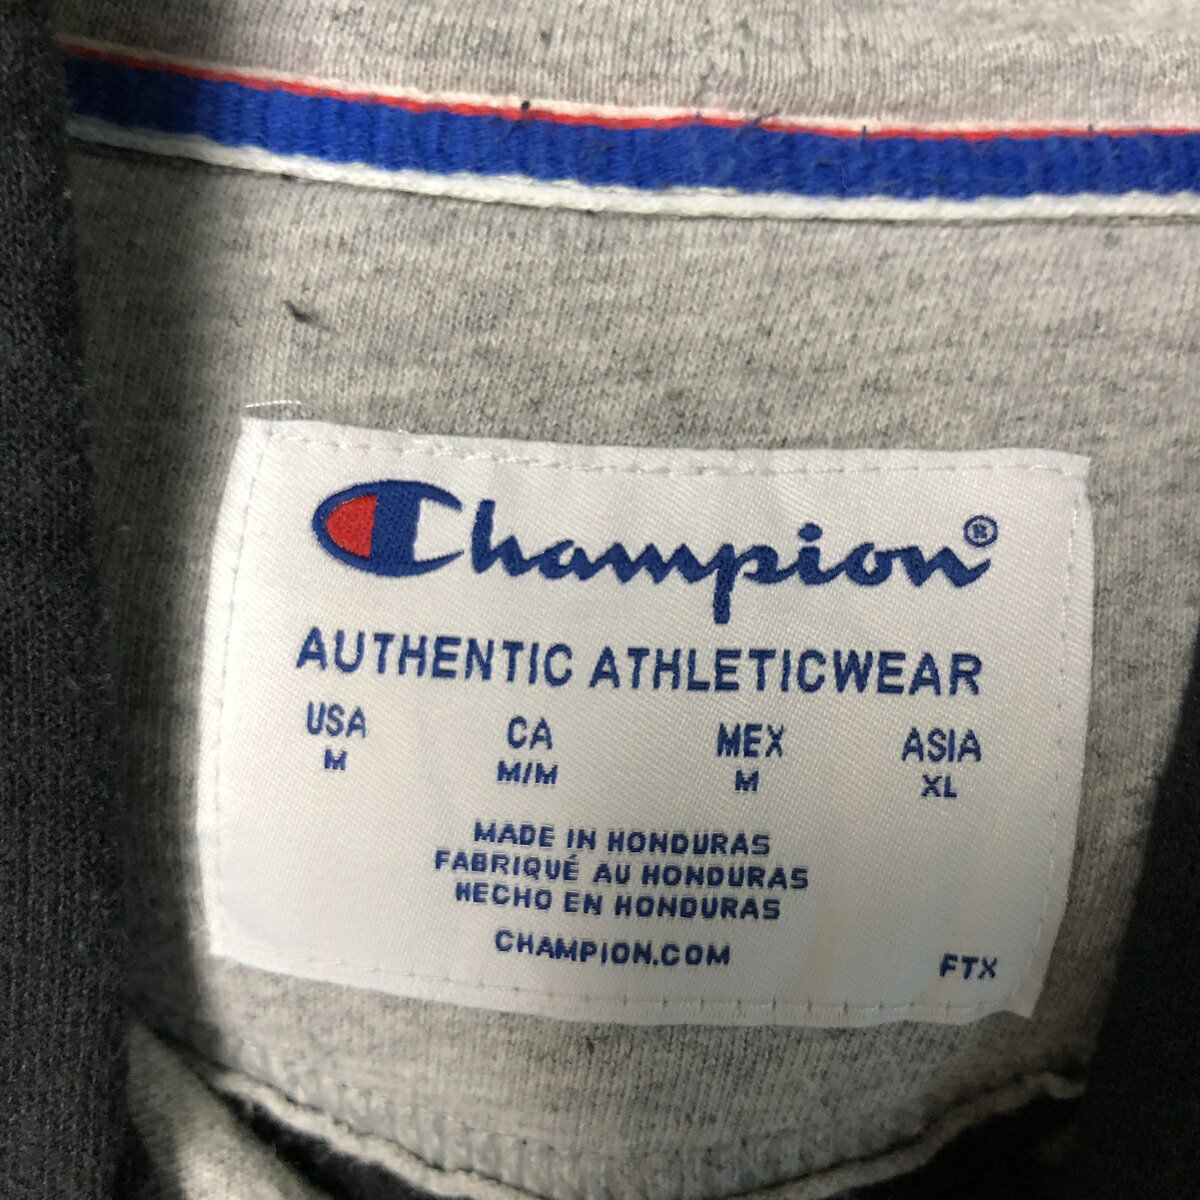 Champion®
AUTHENTIC ATHLETICWEAR
USA CA MEX ASIA
M M/M M XL
MADE IN HONDURAS
FABRIQUÉ AU HONDURAS
HECHO EN HONDURAS
CHAMPION.COM
FTX